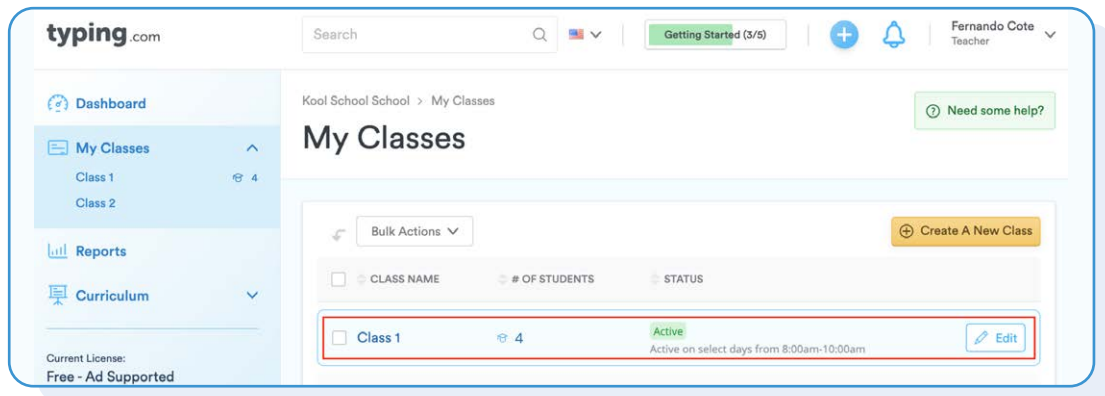 typing.com
Search
Getting Started (3/5)
Fernando Cote
Teacher
Dashboard
My Classes
Class 1 4
Class 2
Reports
Curriculum
Current License:
Free - Ad Supported
Kool School School > My Classes
My Classes
Need some help?
Bulk Actions
Create A New Class
CLASS NAME # OF STUDENTS STATUS
Class 1 4 Active
Active on select days from 8:00am-10:00am
Edit